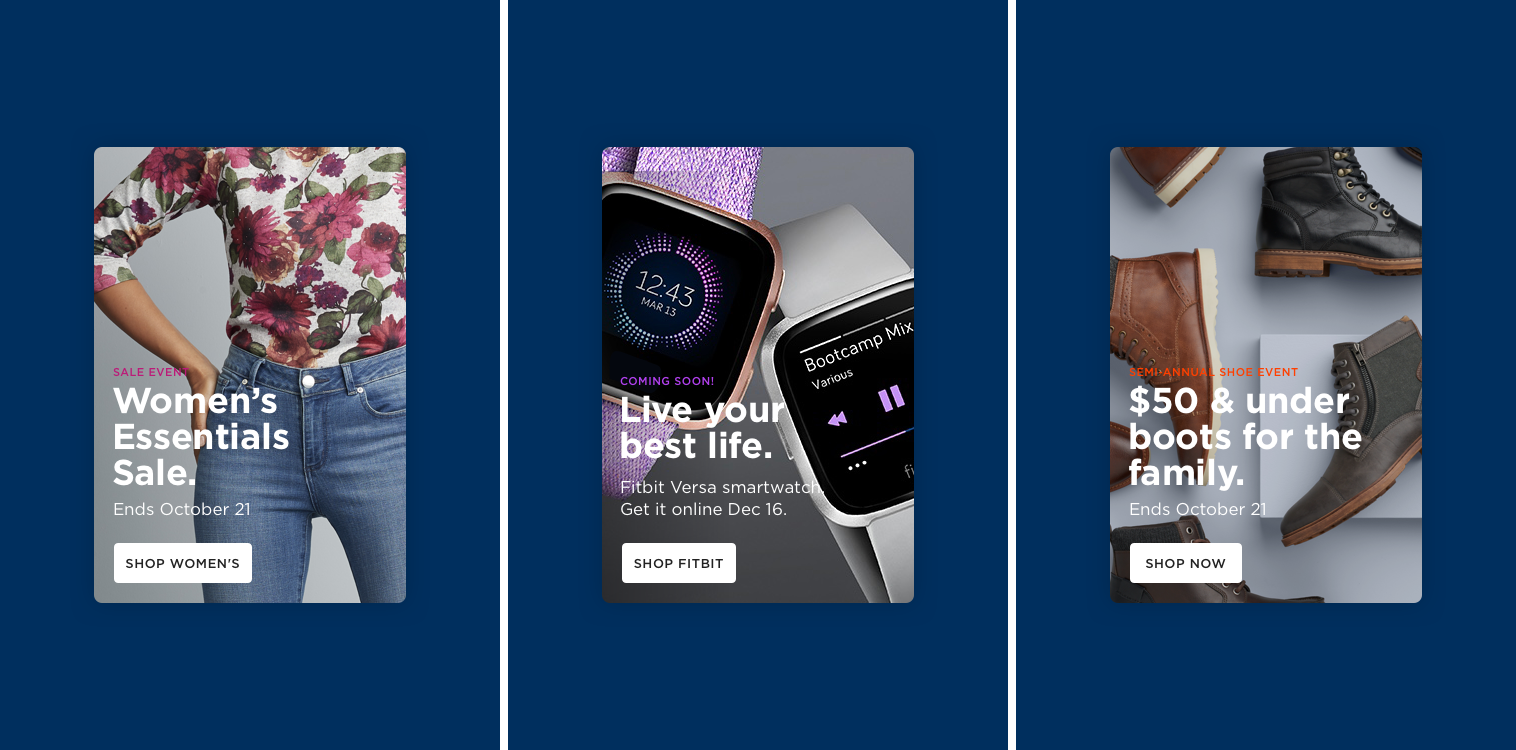 SALE EVENT
Women's
Essentials
Sale.
Ends October 21
SHOP WOMEN'S
12:43
MAR 13
Bootcamp Mix
Various
COMING SOON!
Live your
best life.
Fitbit Versa smartwatch.
Get it online Dec 16.
SHOP FITBIT
SEMI-ANNUAL SHOE EVENT
$50 & under
boots for the
family.
Ends October 21
SHOP NOW